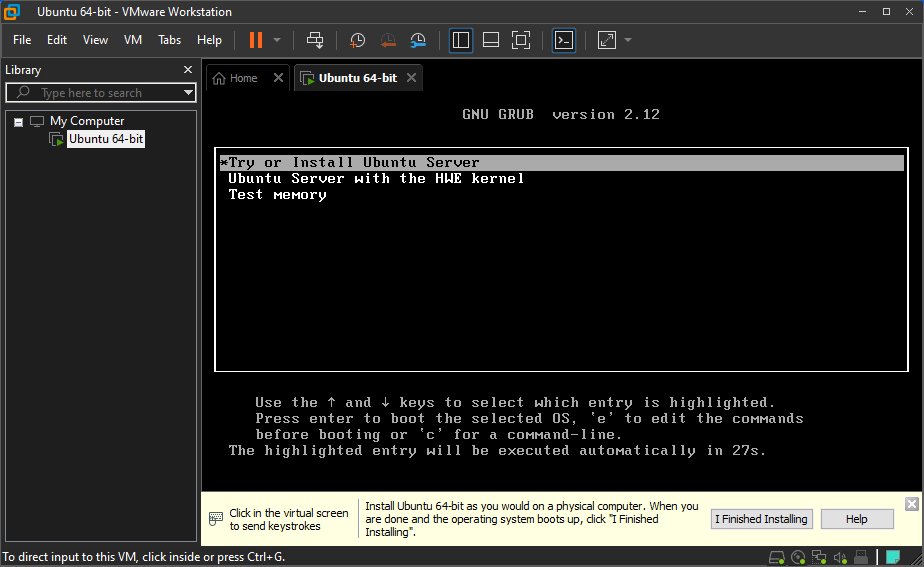 Ubuntu 64-bit - VMware Workstation
File Edit View VM Tabs Help
Library
Type here to search
My Computer
Ubuntu 64-bit
Home
Ubuntu 64-bit
GNU GRUB version 2.12
*Try or Install Ubuntu Server
Ubuntu Server with the HWE kernel
Test memory
Use the ↑ and ↓ keys to select which entry is highlighted.
Press enter to boot the selected OS, `e' to edit the commands
before booting or `c' for a command-line.
The highlighted entry will be executed automatically in 27s.
Click in the virtual screen
to send keystrokes
Install Ubuntu 64-bit as you would on a physical computer. When you
are done and the operating system boots up, click "I Finished
Installing".
I Finished Installing
Help
To direct input to this VM, click inside or press Ctrl+G.